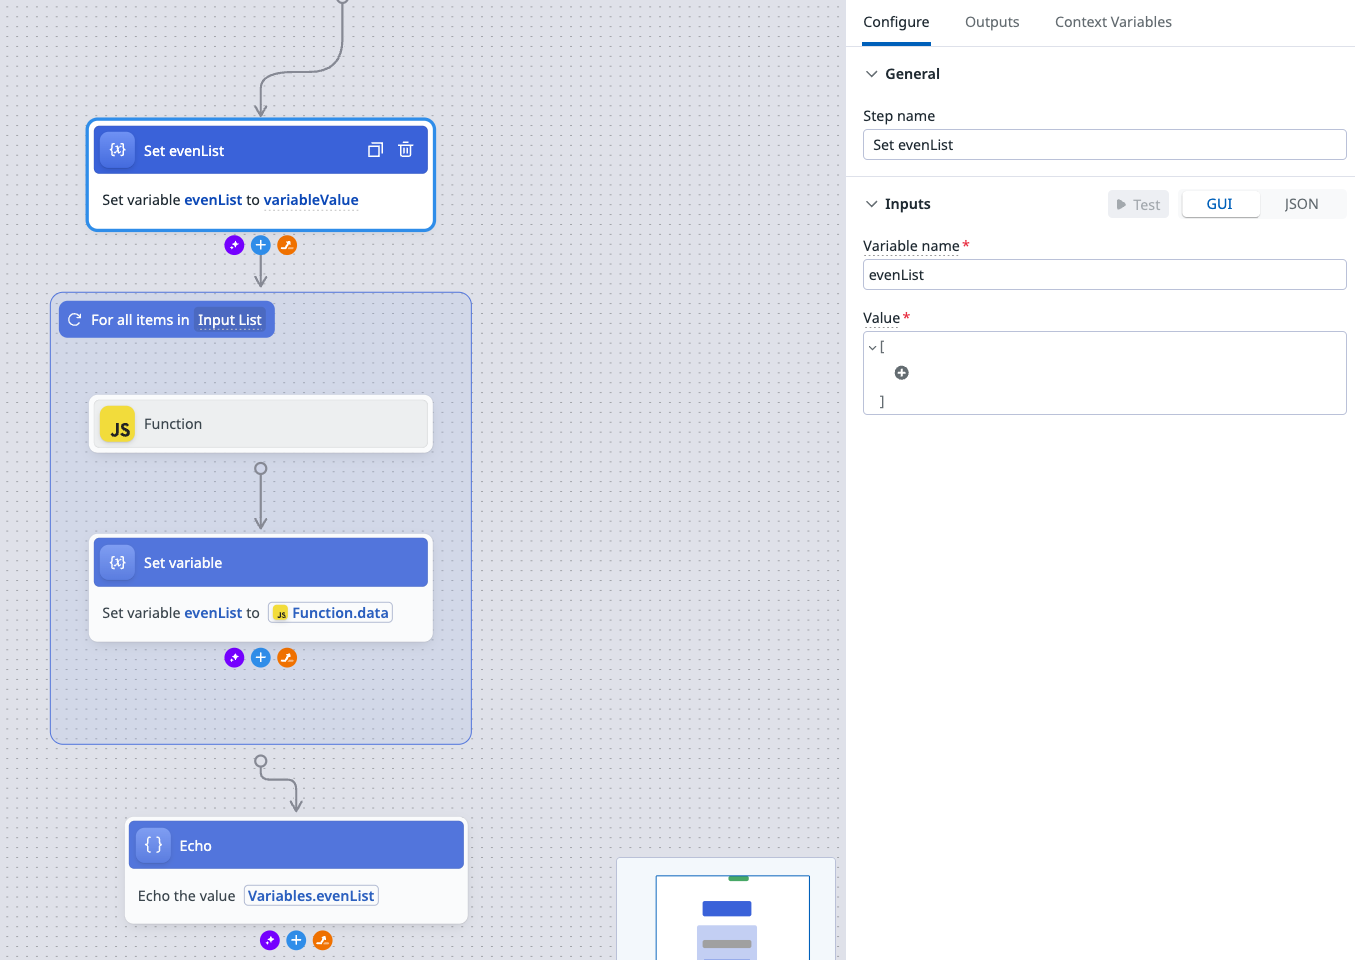 Configure
Outputs
Context Variables
General
Step name
Set evenList
Inputs
Test
GUI
JSON
Variable name*
evenList
Value*
[
]
{x}
Set evenList
Set variable evenList to variableValue
For all items in Input List
JS
Function
{x}
Set variable
Set variable evenList to JS Function.data
{ }
Echo
Echo the value Variables.evenList